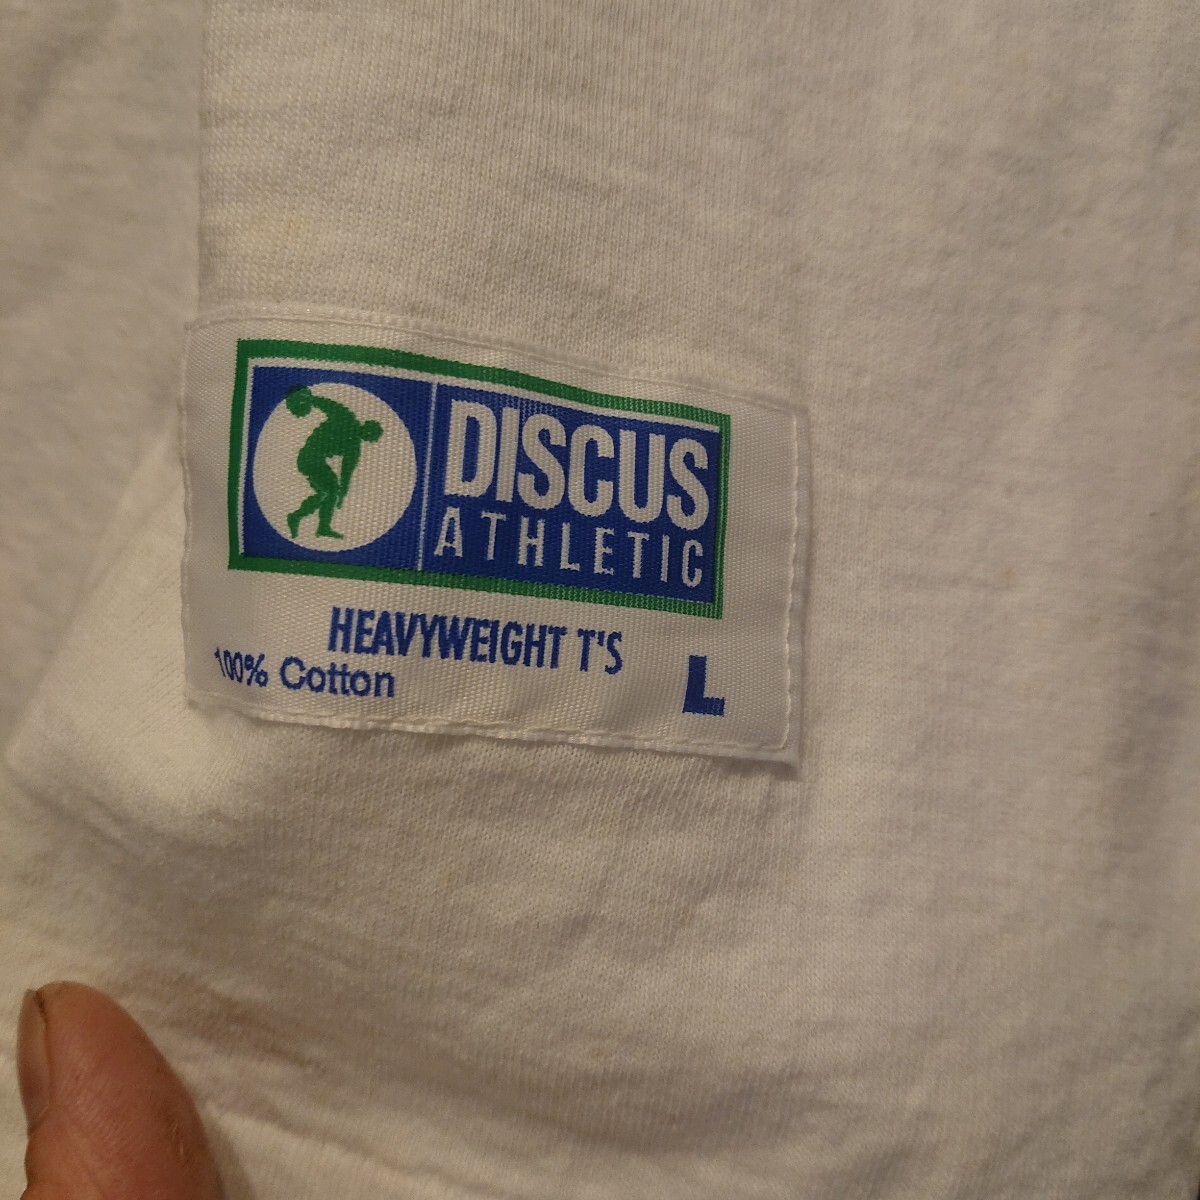 DISCUS
ATHLETIC
HEAVYWEIGHT T'S
100% Cotton
L